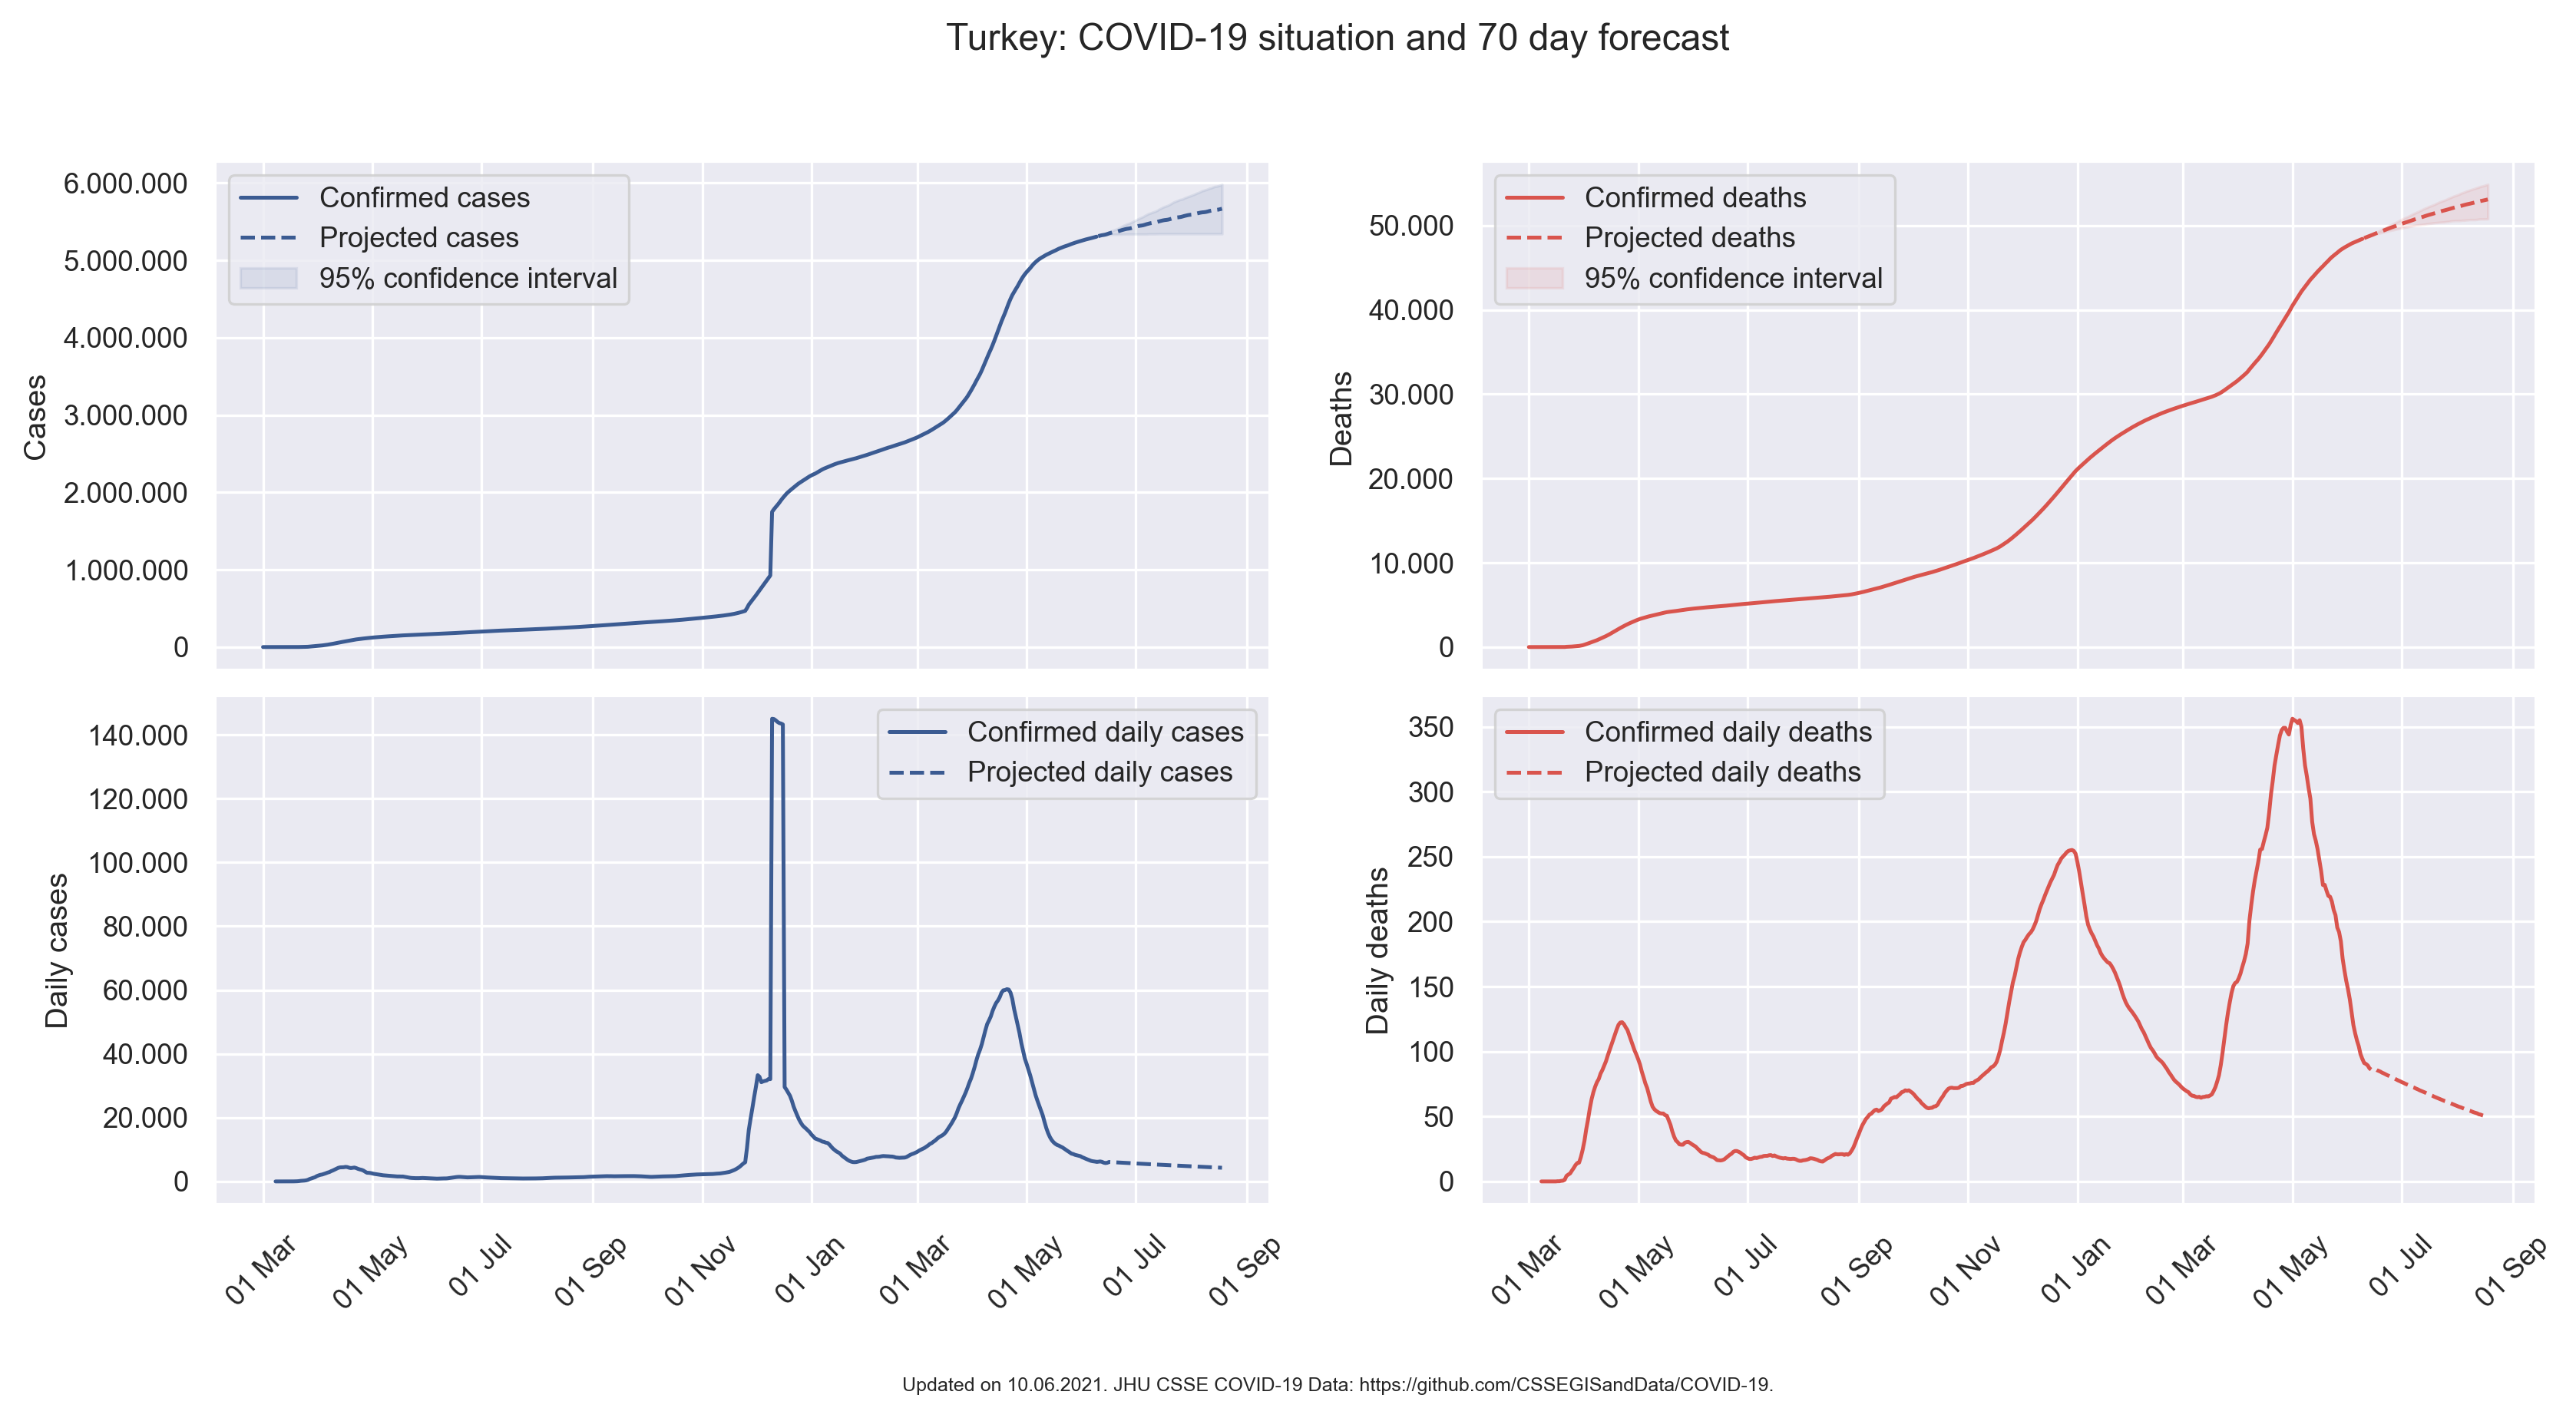 Turkey: COVID-19 situation and 70 day forecast
6.000.000
5.000.000
4.000.000
3.000.000
2.000.000
1.000.000
0
Cases
Confirmed cases
Projected cases
95% confidence interval
50.000
40.000
30.000
20.000
10.000
0
Deaths
Confirmed deaths
Projected deaths
95% confidence interval
140.000
120.000
100.000
80.000
60.000
40.000
20.000
0
Daily cases
Confirmed daily cases
Projected daily cases
01 Mar
01 May
01 Jul
01 Sep
01 Nov
01 Jan
01 Mar
01 May
01 Jul
01 Sep
350
300
250
200
150
100
50
0
Daily deaths
Confirmed daily deaths
Projected daily deaths
01 Mar
01 May
01 Jul
01 Sep
01 Nov
01 Jan
01 Mar
01 May
01 Jul
01 Sep
Updated on 10.06.2021. JHU CSSE COVID-19 Data: https://github.com/CSSEGISandData/COVID-19.